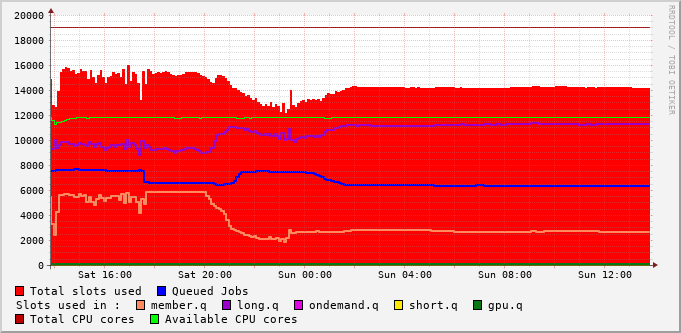 20000
18000
16000
14000
12000
10000
8000
6000
4000
2000
0
Sat 16:00 Sat 20:00 Sun 00:00 Sun 04:00 Sun 08:00 Sun 12:00
RRDTOOL / TOBI OETIKER
Total slots used Queued Jobs
Slots used in : member.q long.q ondemand.q short.q gpu.q
Total CPU cores Available CPU cores